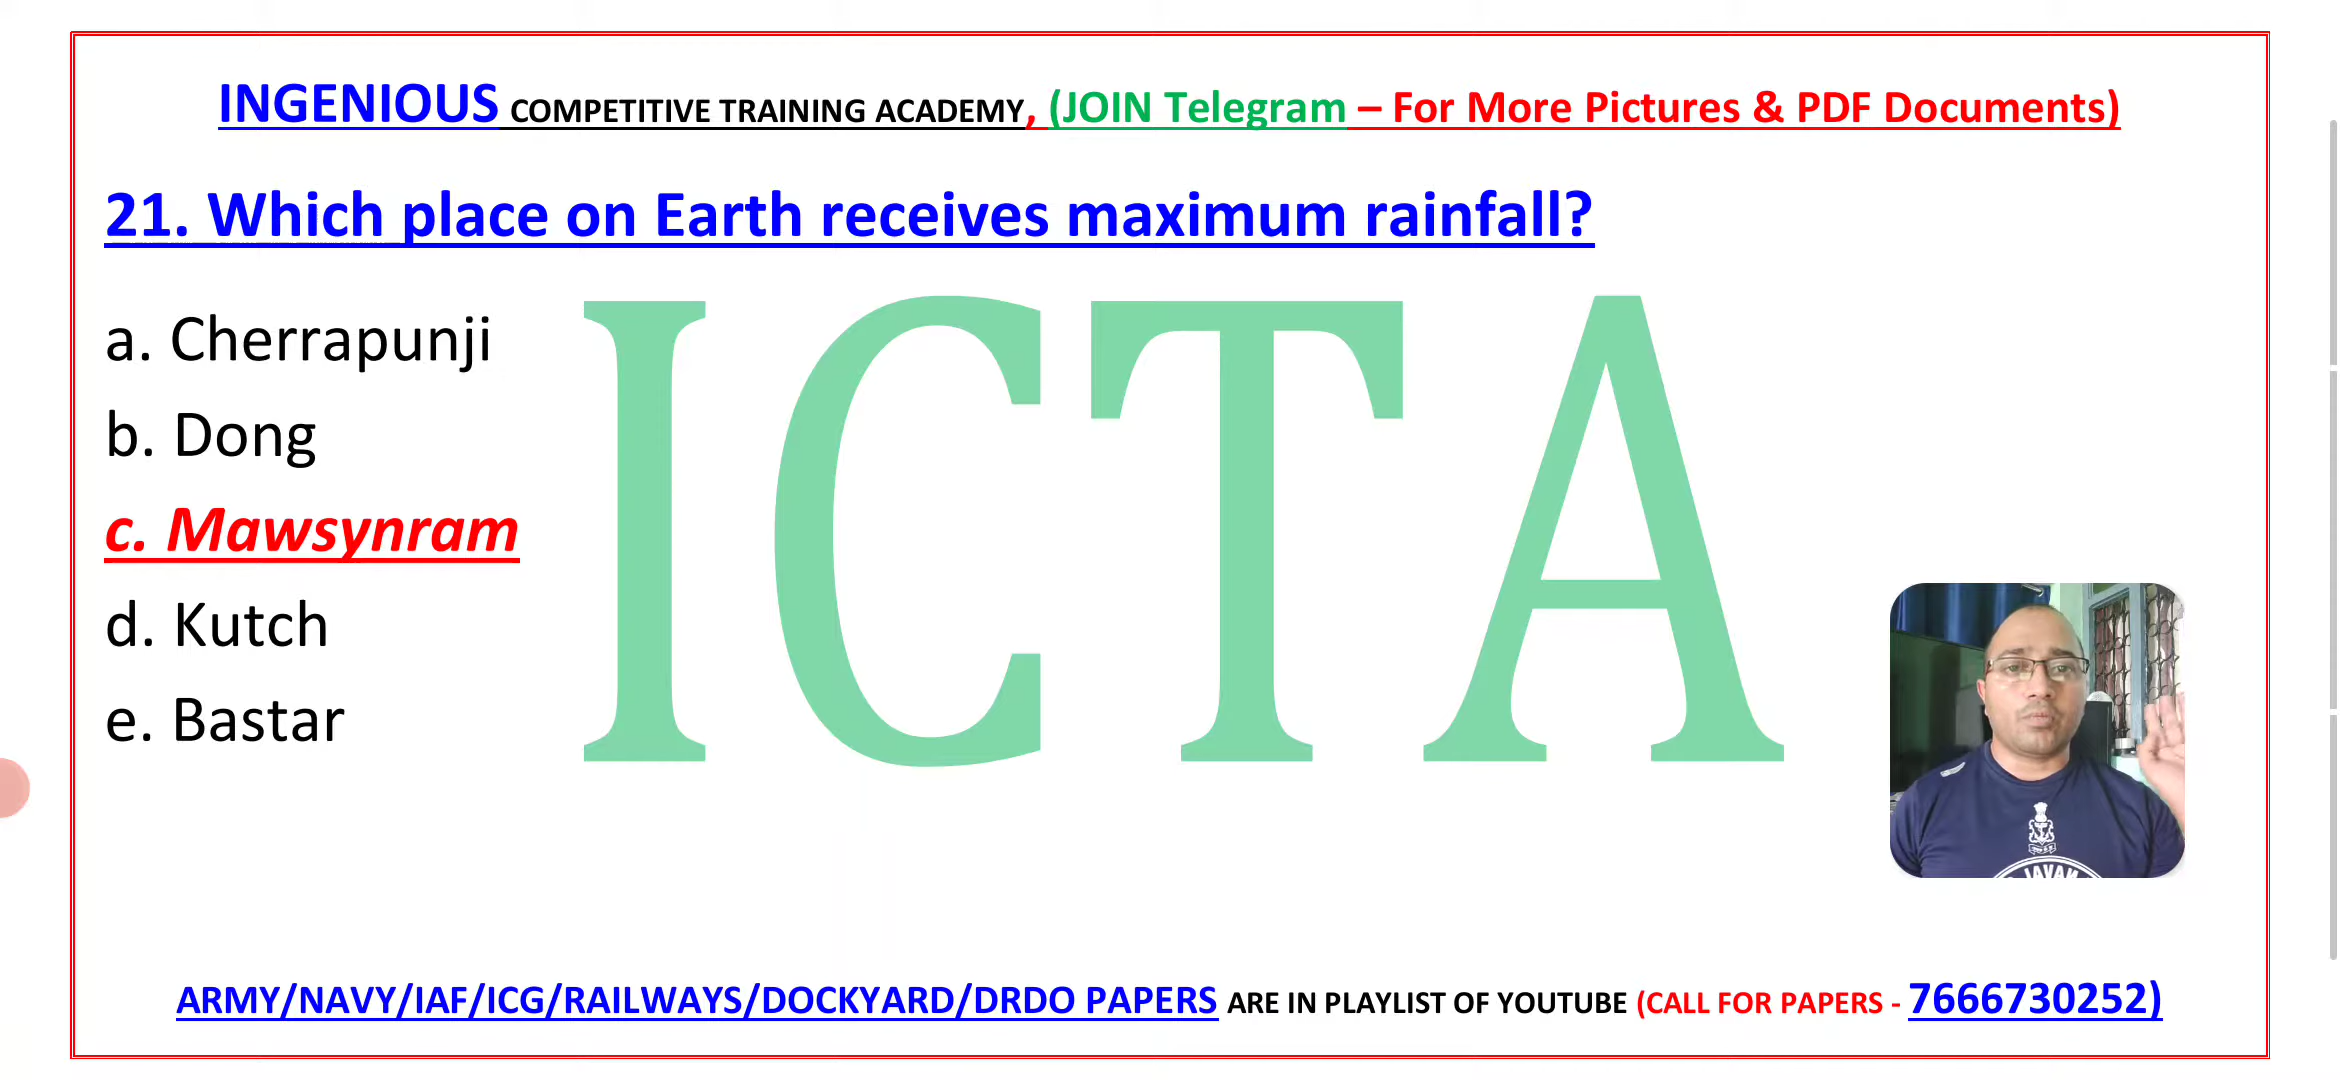 INGENIOUS COMPETITIVE TRAINING ACADEMY, (JOIN Telegram – For More Pictures & PDF Documents)
21. Which place on Earth receives maximum rainfall?
a. Cherrapunji
b. Dong
c. Mawsynram
d. Kutch
e. Bastar
ICTA
ARMY/NAVY/IAF/ICG/RAILWAYS/DOCKYARD/DRDO PAPERS ARE IN PLAYLIST OF YOUTUBE (CALL FOR PAPERS - 7666730252)